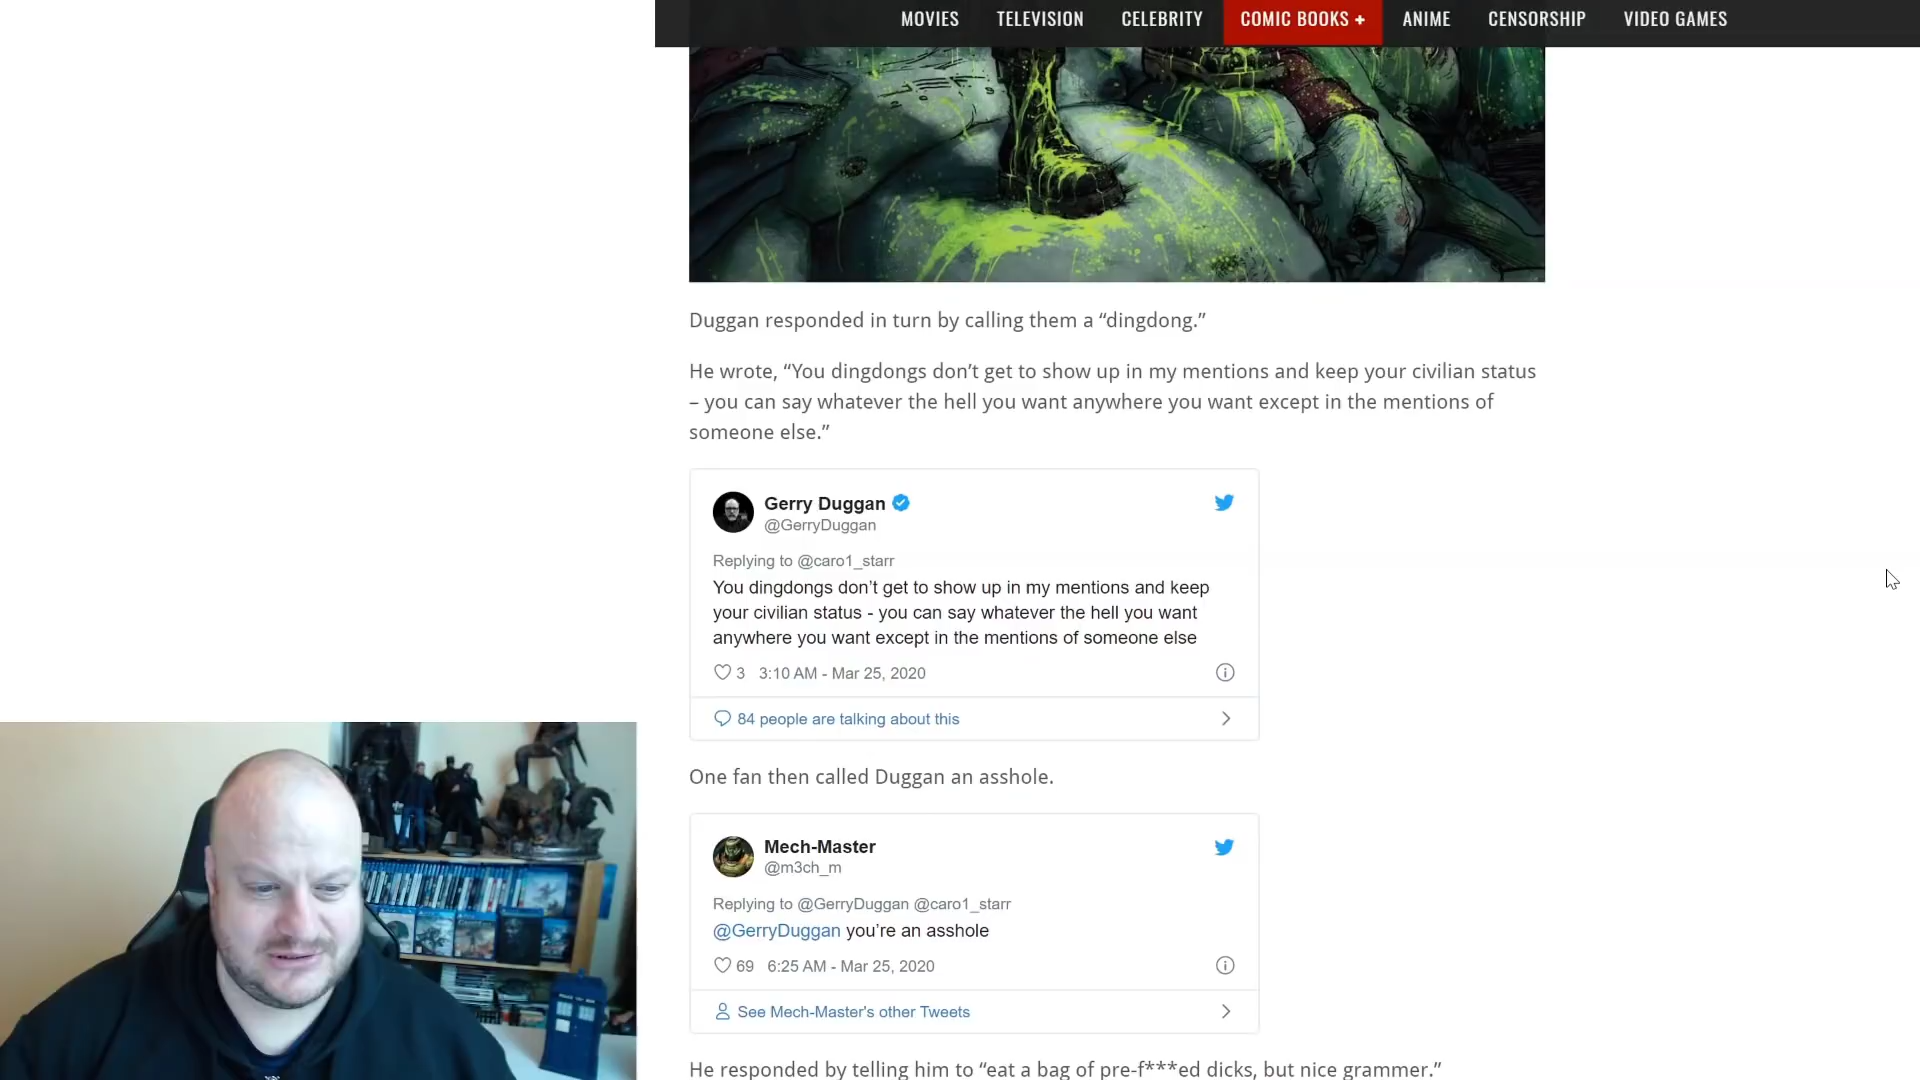 MOVIES TELEVISION CELEBRITY COMIC BOOKS + ANIME CENSORSHIP VIDEO GAMES
Duggan responded in turn by calling them a “dingdong.”
He wrote, “You dingdongs don’t get to show up in my mentions and keep your civilian status
– you can say whatever the hell you want anywhere you want except in the mentions of
someone else.”
Gerry Duggan
@GerryDuggan
Replying to @caro1_starr
You dingdongs don’t get to show up in my mentions and keep
your civilian status - you can say whatever the hell you want
anywhere you want except in the mentions of someone else
3 3:10 AM - Mar 25, 2020
84 people are talking about this
One fan then called Duggan an asshole.
Mech-Master
@m3ch_m
Replying to @GerryDuggan @caro1_starr
@GerryDuggan you’re an asshole
69 6:25 AM - Mar 25, 2020
See Mech-Master's other Tweets
He responded by telling him to “eat a bag of pre-f***ed dicks, but nice grammer.”